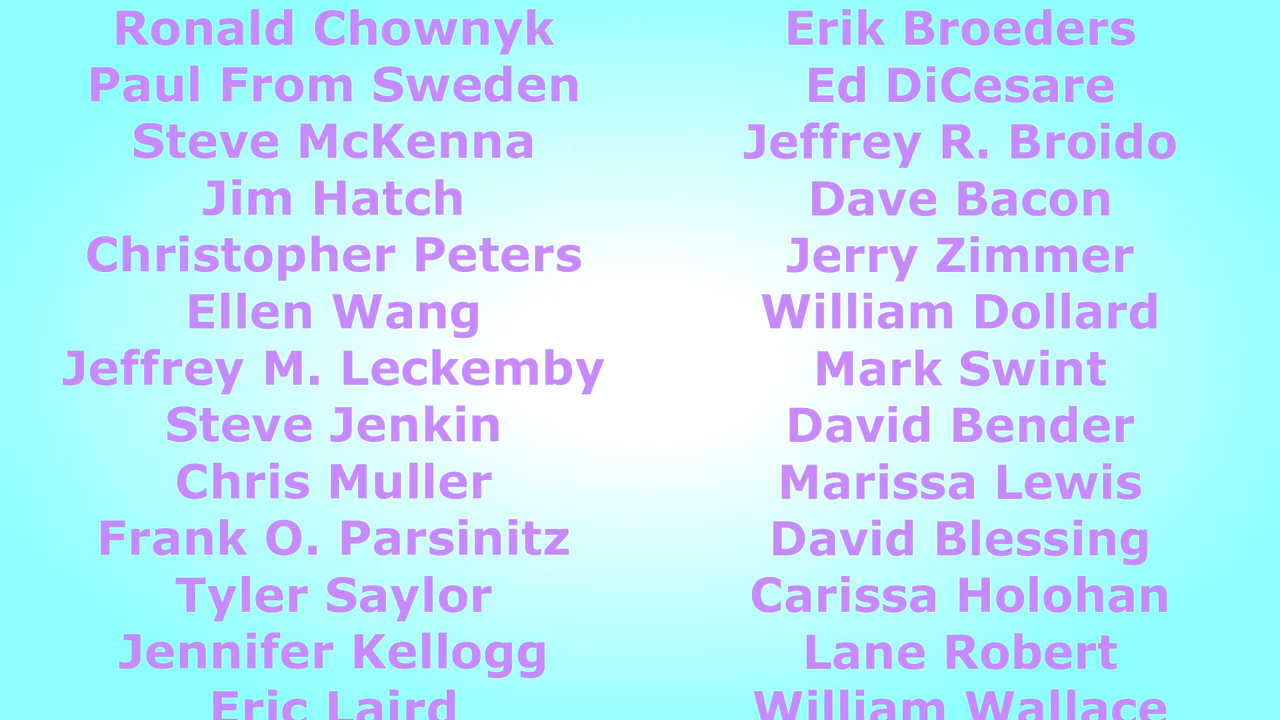 Ronald Chownyk
Paul From Sweden
Steve McKenna
Jim Hatch
Christopher Peters
Ellen Wang
Jeffrey M. Leckemby
Steve Jenkin
Chris Muller
Frank O. Parsinitz
Tyler Saylor
Jennifer Kellogg
Eric Laird
Erik Broeders
Ed DiCesare
Jeffrey R. Broido
Dave Bacon
Jerry Zimmer
William Dollard
Mark Swint
David Bender
Marissa Lewis
David Blessing
Carissa Holohan
Lane Robert
William Wallace